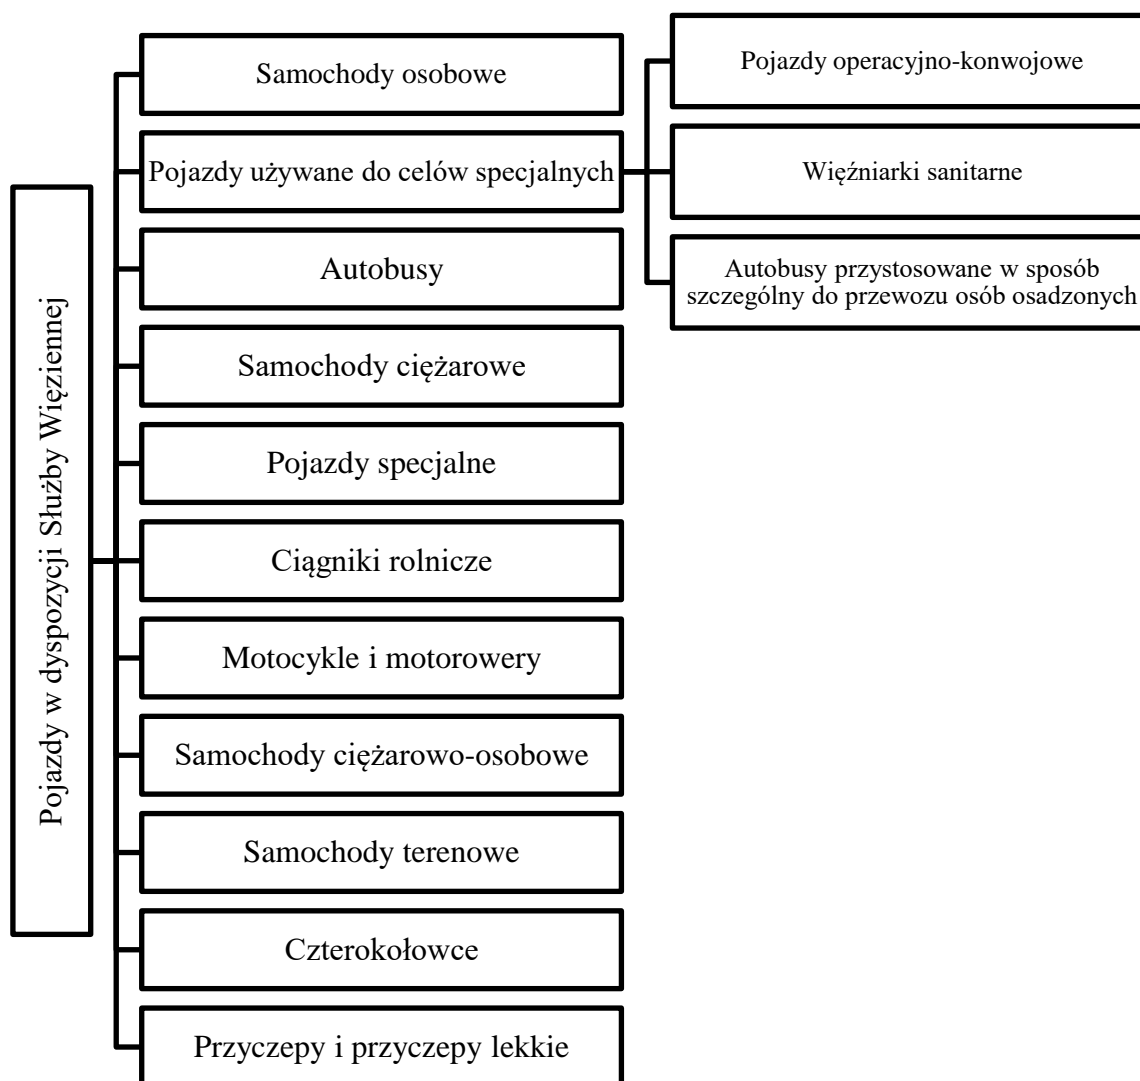 Pojazdy w dyspozycji Służby Więziennej
Samochody osobowe
Pojazdy używane do celów specjalnych
Pojazdy operacyjno-konwojowe
Więźniarki sanitarne
Autobusy przystosowane w sposób
szczególny do przewozu osób osadzonych
Autobusy
Samochody ciężarowe
Pojazdy specjalne
Ciągniki rolnicze
Motocykle i motorowery
Samochody ciężarowo-osobowe
Samochody terenowe
Czterokołowce
Przyczepy i przyczepy lekkie